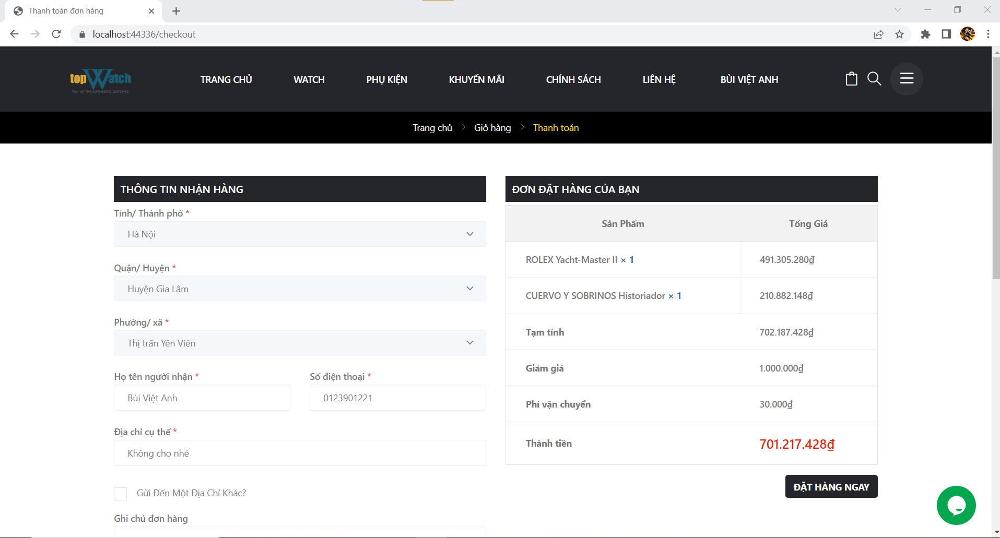 Thanh toán đơn hàng
localhost:44336/checkout
topWatch
TOP OF THE AUTHENTIC WATCHES
TRANG CHỦ
WATCH
PHỤ KIỆN
KHUYẾN MÃI
CHÍNH SÁCH
LIÊN HỆ
BÙI VIỆT ANH
Trang chủ > Giỏ hàng > Thanh toán
THÔNG TIN NHẬN HÀNG
Tỉnh/ Thành phố *
Hà Nội
Quận/ Huyện *
Huyện Gia Lâm
Phường/ xã *
Thị trấn Yên Viên
Họ tên người nhận *
Số điện thoại *
Bùi Việt Anh
0123901221
Địa chỉ cụ thể *
Không cho nhé
Gửi Đến Một Địa Chỉ Khác?
Ghi chú đơn hàng
ĐƠN ĐẶT HÀNG CỦA BẠN
Sản Phẩm Tổng Giá
ROLEX Yacht-Master II × 1 491.305.280₫
CUERVO Y SOBRINOS Historiador × 1 210.882.148₫
Tạm tính 702.187.428₫
Giảm giá 1.000.000₫
Phí vận chuyển 30.000₫
Thành tiền 701.217.428₫
ĐẶT HÀNG NGAY